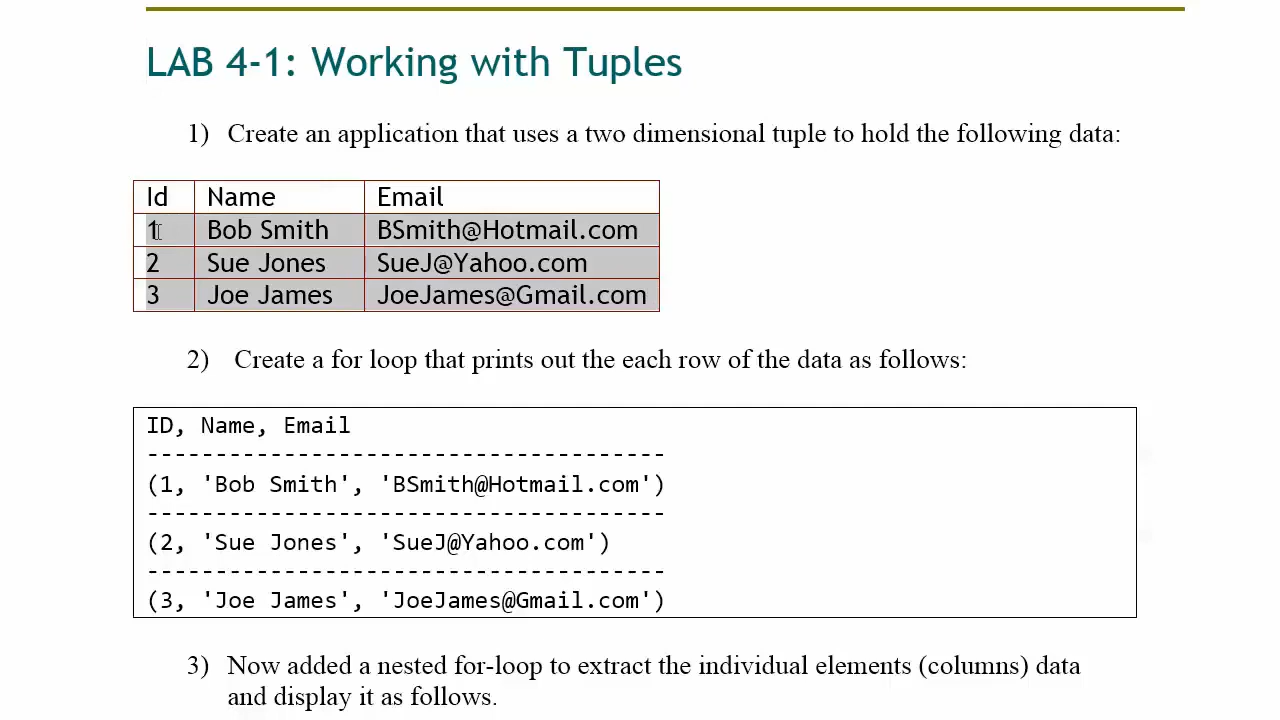 LAB 4-1: Working with Tuples
1) Create an application that uses a two dimensional tuple to hold the following data:
Id Name Email
1 Bob Smith BSmith@Hotmail.com
2 Sue Jones SueJ@Yahoo.com
3 Joe James JoeJames@Gmail.com
2) Create a for loop that prints out the each row of the data as follows:
ID, Name, Email
--------------------------------------
(1, 'Bob Smith', 'BSmith@Hotmail.com')
--------------------------------------
(2, 'Sue Jones', 'SueJ@Yahoo.com')
--------------------------------------
(3, 'Joe James', 'JoeJames@Gmail.com')
3) Now added a nested for-loop to extract the individual elements (columns) data
and display it as follows.